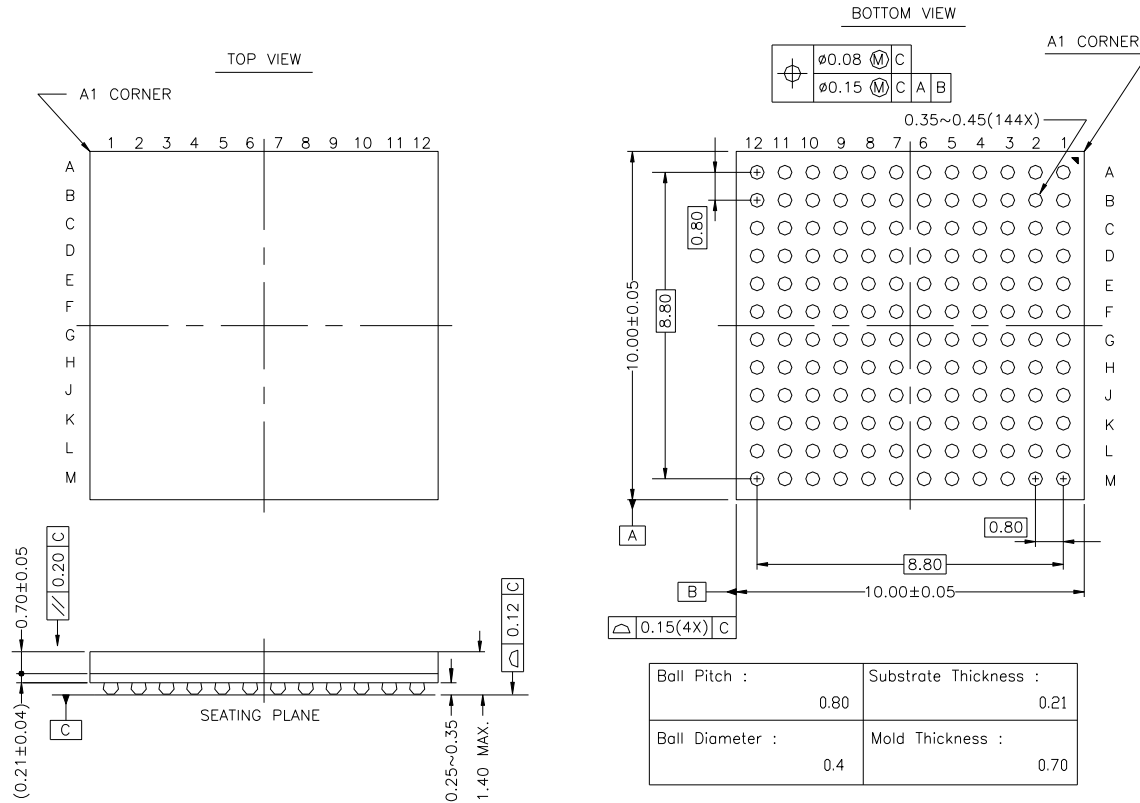 BOTTOM VIEW
TOP VIEW
A1 CORNER
A1 CORNER
ø0.08 Ⓜ C
ø0.15 Ⓜ C A B
0.35~0.45(144X)
1 2 3 4 5 6 7 8 9 10 11 12
A
B
C
D
E
F
G
H
J
K
L
M
12 11 10 9 8 7 6 5 4 3 2 1
A
B
C
D
E
F
G
H
J
K
L
M
0.80
8.80
10.00±0.05
A
0.80
8.80
B
10.00±0.05
0.15(4X) C
0.70±0.05
// 0.20 C
0.12 C
(0.21±0.04)
C
SEATING PLANE
0.25~0.35
1.40 MAX.
Ball Pitch :
0.80
Substrate Thickness :
0.21
Ball Diameter :
0.4
Mold Thickness :
0.70